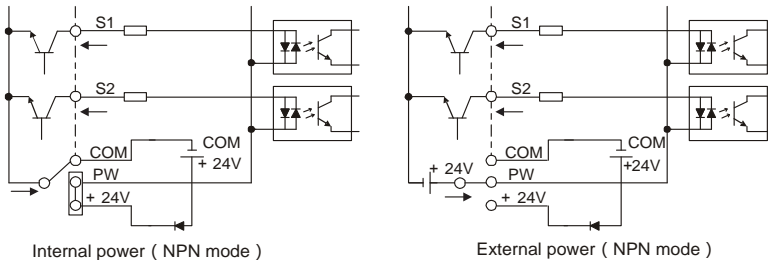 S1
S2
COM
COM
+ 24V
PW
+ 24V
Internal power ( NPN mode )
S1
S2
COM
COM
+24V
+ 24V
PW
+ 24V
External power ( NPN mode )